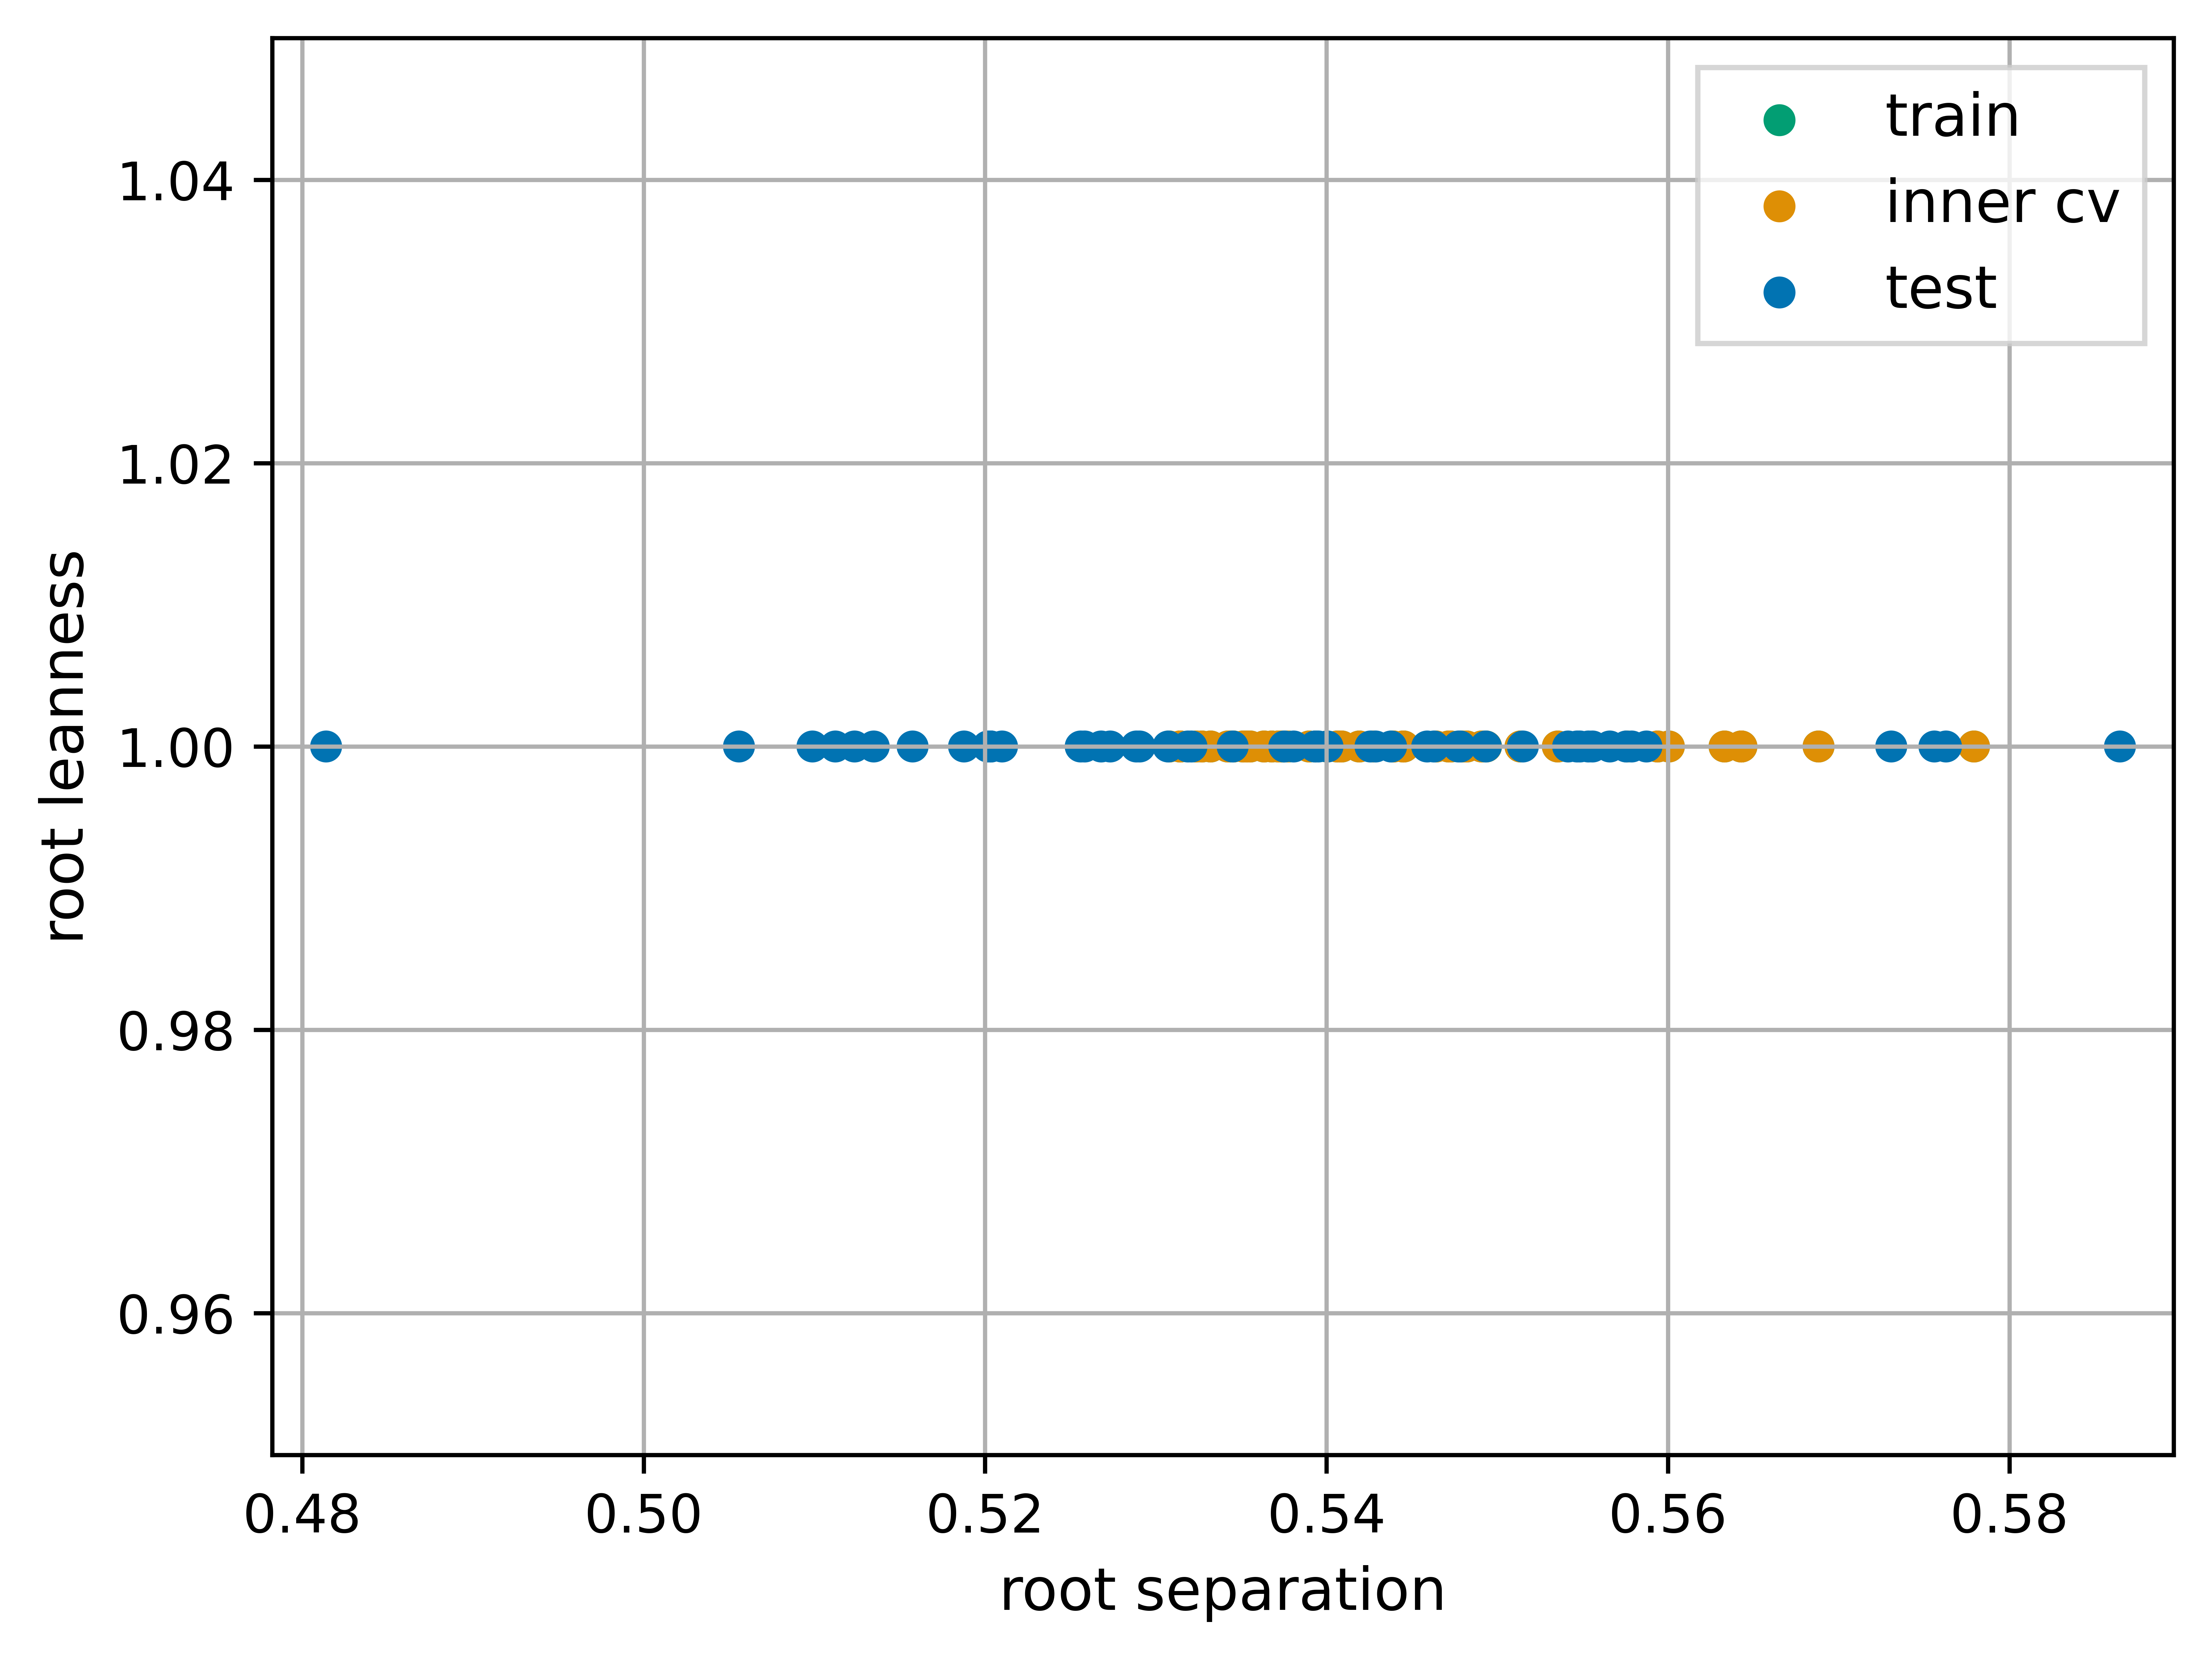 train
inner cv
test
1.04
1.02
1.00
0.98
0.96
root leanness
0.48 0.50 0.52 0.54 0.56 0.58
root separation